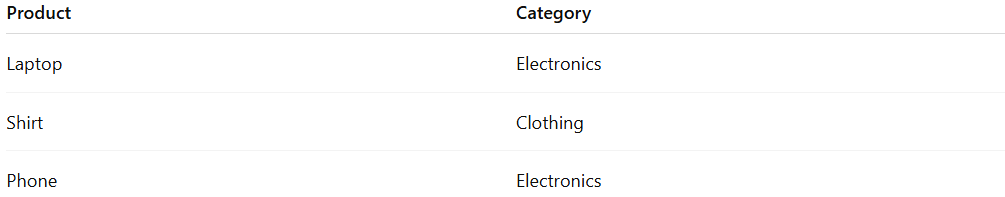 Product Category
Laptop Electronics
Shirt Clothing
Phone Electronics